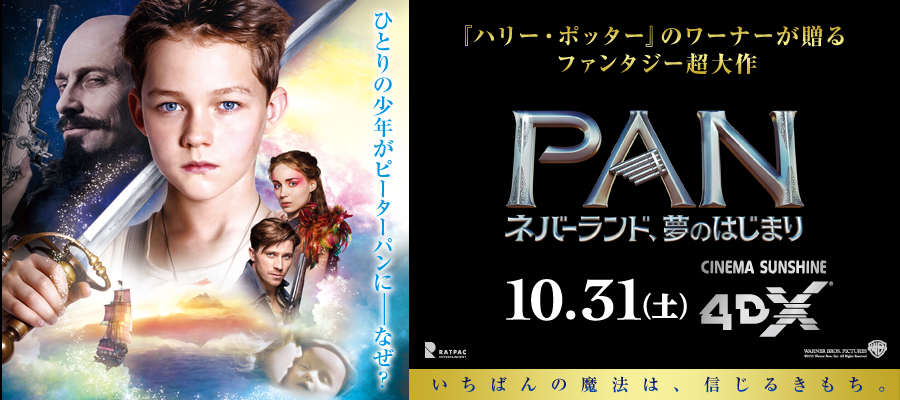 ひとりの少年がピーターパンに――なぜ?
『ハリー・ポッター』のワーナーが贈る
ファンタジー超大作
PAN
ネバーランド、夢のはじまり
CINEMA SUNSHINE
10.31(土)
4DX
RATPAC
ENTERTAINMENT
WARNER BROS. PICTURES
WB
いちばんの魔法は、信じるきもち。